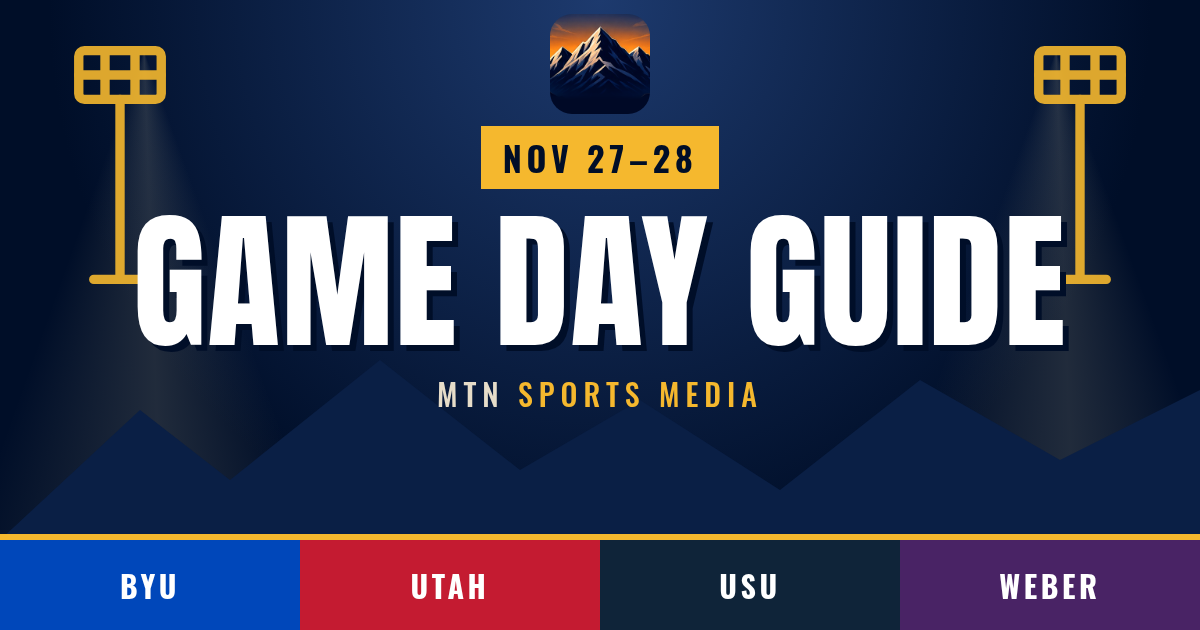 NOV 27–28
GAME DAY GUIDE
MTN SPORTS MEDIA
BYU
UTAH
USU
WEBER